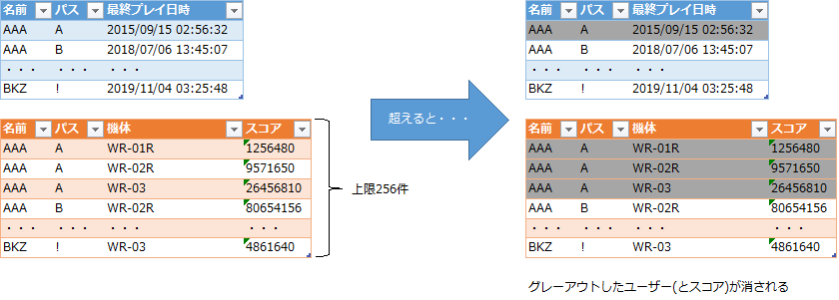 名前 パス 最終プレイ日時
AAA A 2015/09/15 02:56:32
AAA B 2018/07/06 13:45:07
・・・ ・・・ ・・・
BKZ ! 2019/11/04 03:25:48
名前 パス 機体 スコア
AAA A WR-01R 1256480
AAA A WR-02R 9571650
AAA A WR-03 26456810
AAA B WR-02R 80654156
・・・ ・・・ ・・・ ・・・
BKZ ! WR-03 4861640
上限256件
超えると・・・
名前 パス 最終プレイ日時
AAA A 2015/09/15 02:56:32
AAA B 2018/07/06 13:45:07
・・・ ・・・ ・・・
BKZ ! 2019/11/04 03:25:48
名前 パス 機体 スコア
AAA A WR-01R 1256480
AAA A WR-02R 9571650
AAA A WR-03 26456810
AAA B WR-02R 80654156
・・・ ・・・ ・・・ ・・・
BKZ ! WR-03 4861640
グレーアウトしたユーザー(とスコア)が消される